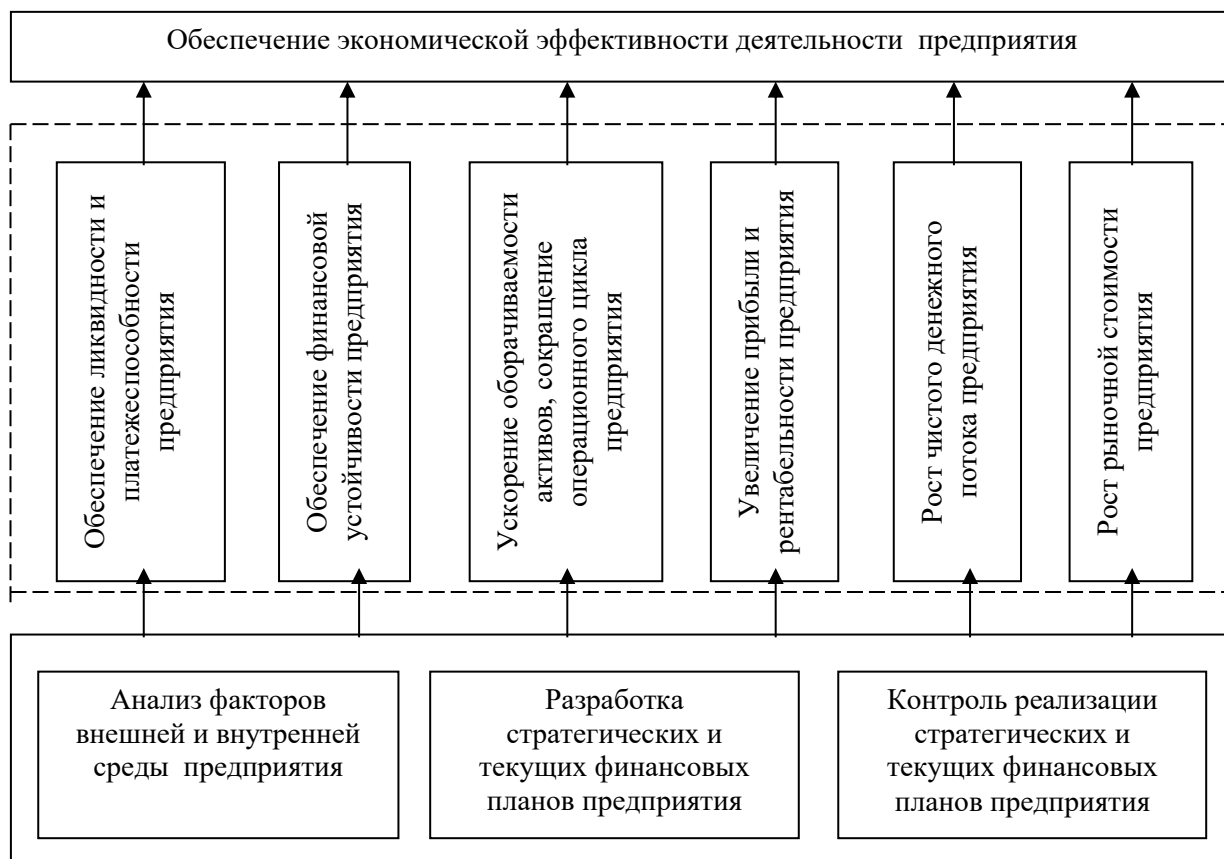 Обеспечение экономической эффективности деятельности предприятия
Обеспечение ликвидности и
платежеспособности
предприятия
Обеспечение финансовой
устойчивости предприятия
Ускорение оборачиваемости
активов, сокращение
операционного цикла
предприятия
Увеличение прибыли и
рентабельности предприятия
Рост чистого денежного
потока предприятия
Рост рыночной стоимости
предприятия
Анализ факторов
внешней и внутренней
среды предприятия
Разработка
стратегических и
текущих финансовых
планов предприятия
Контроль реализации
стратегических и
текущих финансовых
планов предприятия